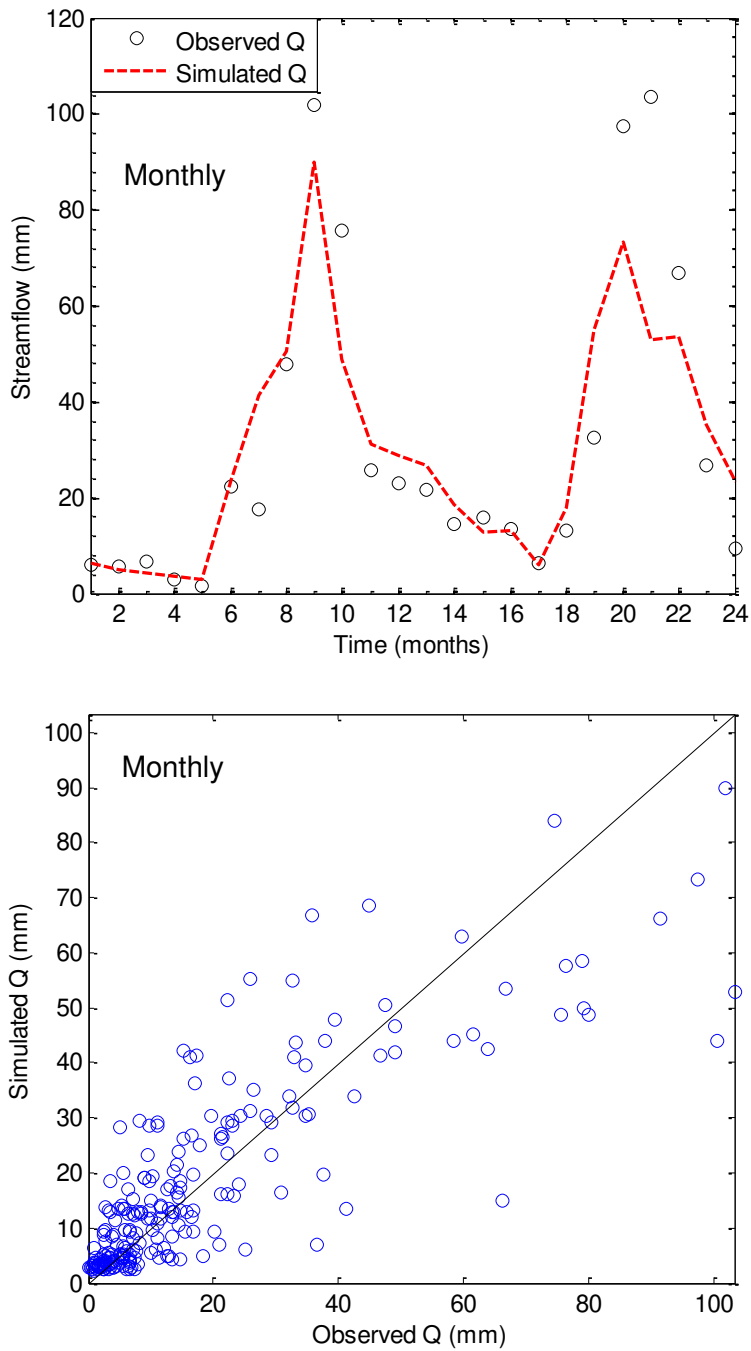 120
100
80
60
40
20
0
Streamflow (mm)
Observed Q
Simulated Q
Monthly
2 4 6 8 10 12 14 16 18 20 22 24
Time (months)
100
90
80
70
60
50
40
30
20
10
0
Simulated Q (mm)
Monthly
0 20 40 60 80 100
Observed Q (mm)